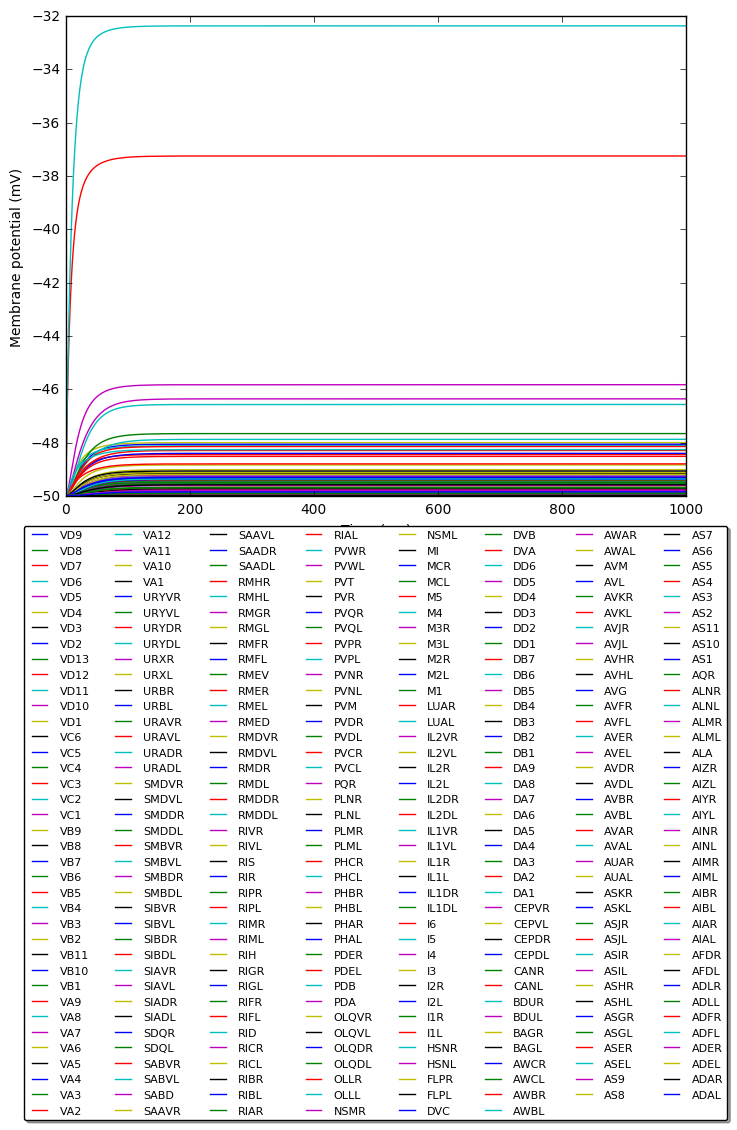 −32
−34
−36
−38
−40
−42
−44
−46
−48
−50
Membrane potential (mV)
0 200 400 600 800 1000
VD9 VA12 SAAVL RIAL NSML DVB AWAR AS7
VD8 VA11 SAADR PVWR MI DVA AWAL AS6
VD7 VA10 SAADL PVWL MCR DD6 AVM AS5
VD6 VA1 RMHR PVT MCL DD5 AVL AS4
VD5 URYVR RMHL PVR M5 DD4 AVKR AS3
VD4 URYVL RMGR PVQR M4 DD3 AVKL AS2
VD3 URYDR RMGL PVQL M3R DD2 AVJR AS11
VD2 URYDL RMFR PVPR M3L DD1 AVJL AS10
VD13 URXR RMFL PVPL M2R DB7 AVHR AS1
VD12 URXL RMEV PVNR M2L DB6 AVHL AQR
VD11 URBR RMER PVNL M1 DB5 AVG ALNR
VD10 URBL RMEL PVM LUAR DB4 AVFR ALNL
VD1 URAVR RMED PVDR LUAL DB3 AVFL ALMR
VC6 URAVL RMDVR PVDL IL2VR DB2 AVER ALML
VC5 URADR RMDVL PVCR IL2VL DB1 AVEL ALA
VC4 URADL RMDR PVCL IL2R DA9 AVDR AIZR
VC3 SMDVR RMDL PQR IL2L DA8 AVDL AIZL
VC2 SMDVL RMDDR PLNR IL2DR DA7 AVBR AIYR
VC1 SMDDR RMDDL PLNL IL2DL DA6 AVBL AIYL
VB9 SMDDL RIVR PLMR IL1VR DA5 AVAR AINR
VB8 SMBVR RIVL PLML IL1VL DA4 AVAL AINL
VB7 SMBVL RIS PHCR IL1R DA3 AUAR AIMR
VB6 SMBDR RIR PHCL IL1L DA2 AUAL AIML
VB5 SMBDL RIPR PHBR IL1DR DA1 ASKR AIBR
VB4 SIBVR RIPL PHBL IL1DL CEPVR ASKL AIBL
VB3 SIBVL RIMR PHAR I6 CEPVL ASJR AIAR
VB2 SIBDR RIML PHAL I5 CEPDR ASJL AIAL
VB11 SIBDL RIH PDER I4 CEPDL ASIR AFDR
VB10 SIAVR RIGR PDEL I3 CANR ASIL AFDL
VB1 SIAVL RIGL PDB I2R CANL ASHR ADLR
VA9 SIADR RIFR PDA I2L BDUR ASHL ADLL
VA8 SIADL RIFL OLQVR I1R BDUL ASGR ADFR
VA7 SDQR RID OLQVL I1L BAGR ASGL ADFL
VA6 SDQL RICR OLQDR HSNR BAGL ASER ADER
VA5 SABVR RICL OLQDL HSNL AWCR ASEL ADEL
VA4 SABVL RIBR OLLR FLPR AWCL AS9 ADAR
VA3 SABD RIBL OLLL FLPL AWBR AS8 ADAL
VA2 SAAVR RIAR NSMR DVC AWBL